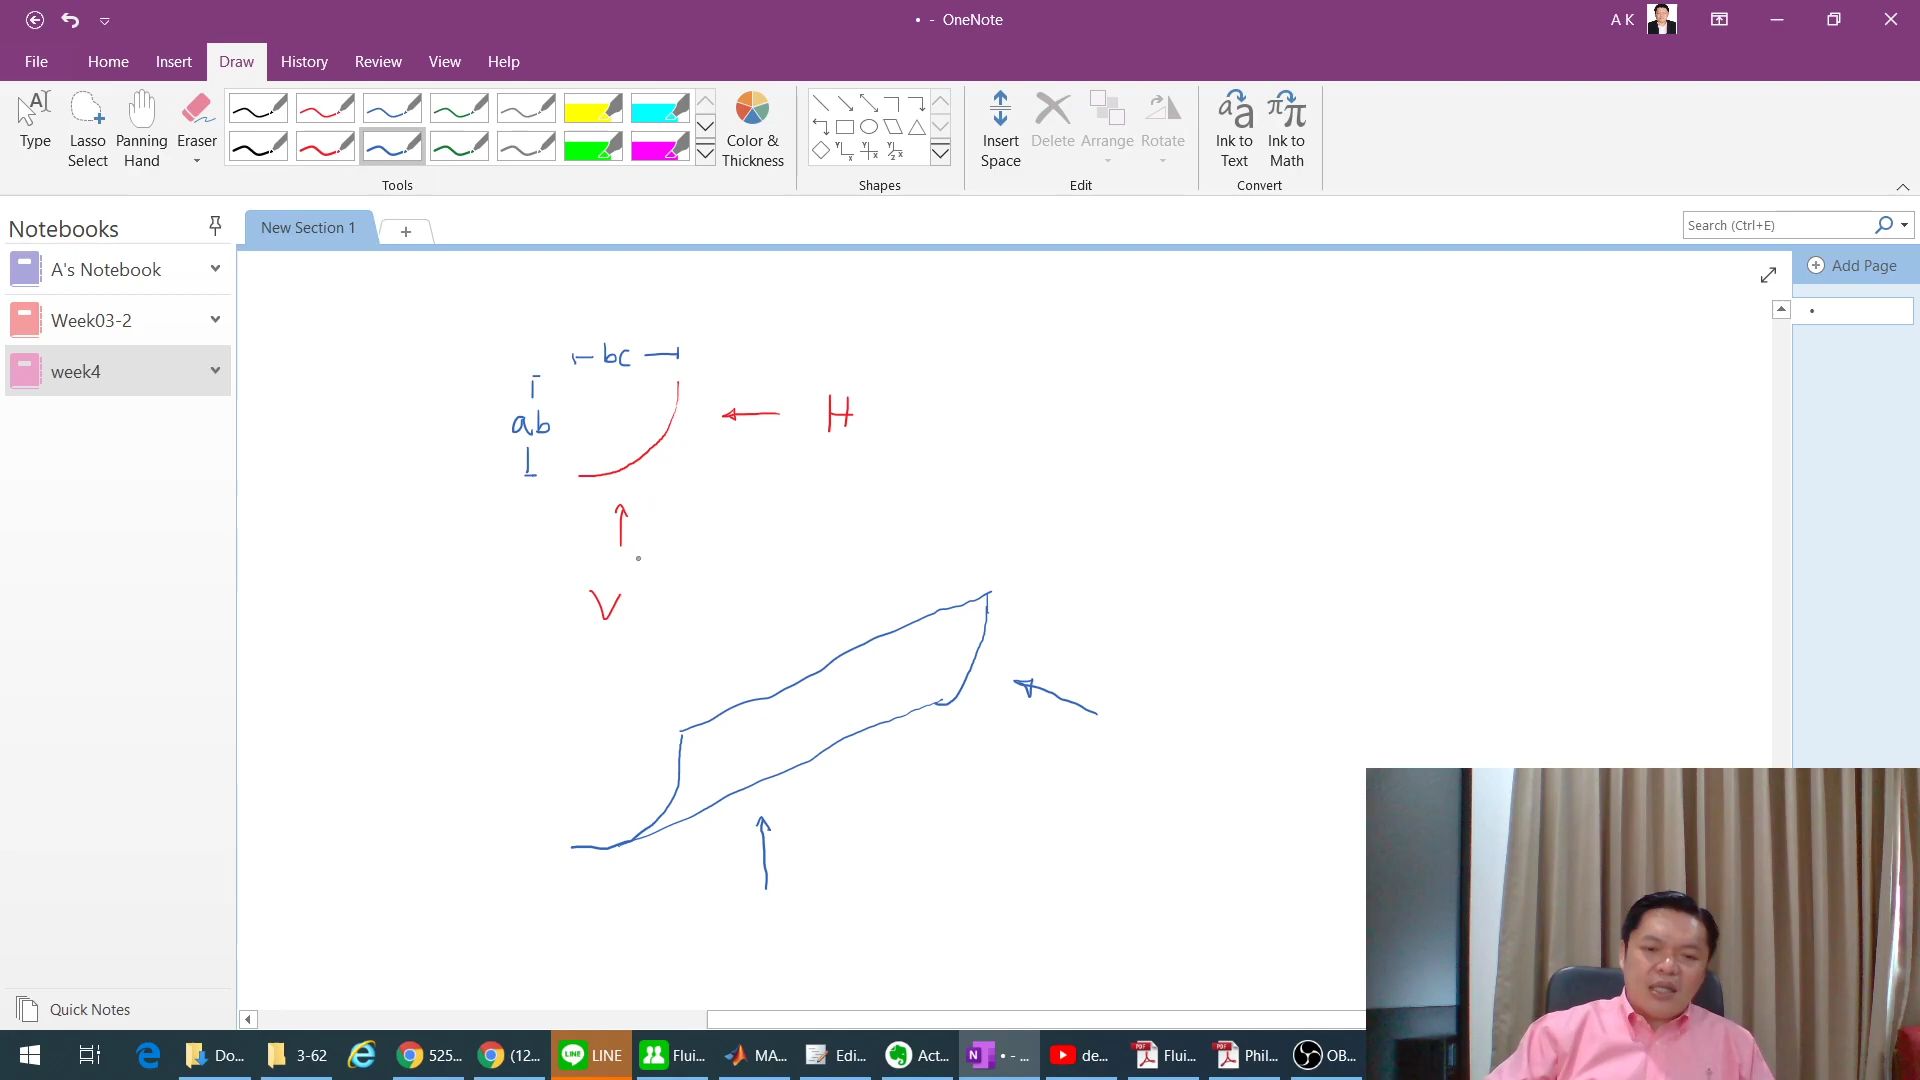 • - OneNote
A K
File Home Insert Draw History Review View Help
Type
Lasso Select
Panning Hand
Eraser
Color & Thickness
Insert Space
Delete
Arrange
Rotate
Ink to Text
Ink to Math
Tools
Shapes
Edit
Convert
Notebooks
New Section 1
Search (Ctrl+E)
A's Notebook
Add Page
Week03-2
week4
bc
ab
H
V
Quick Notes
Do...
3-62
525...
(12...
LINE
Flui...
MA...
Edi...
Act...
• - ...
de...
Flui...
Phil...
OB...